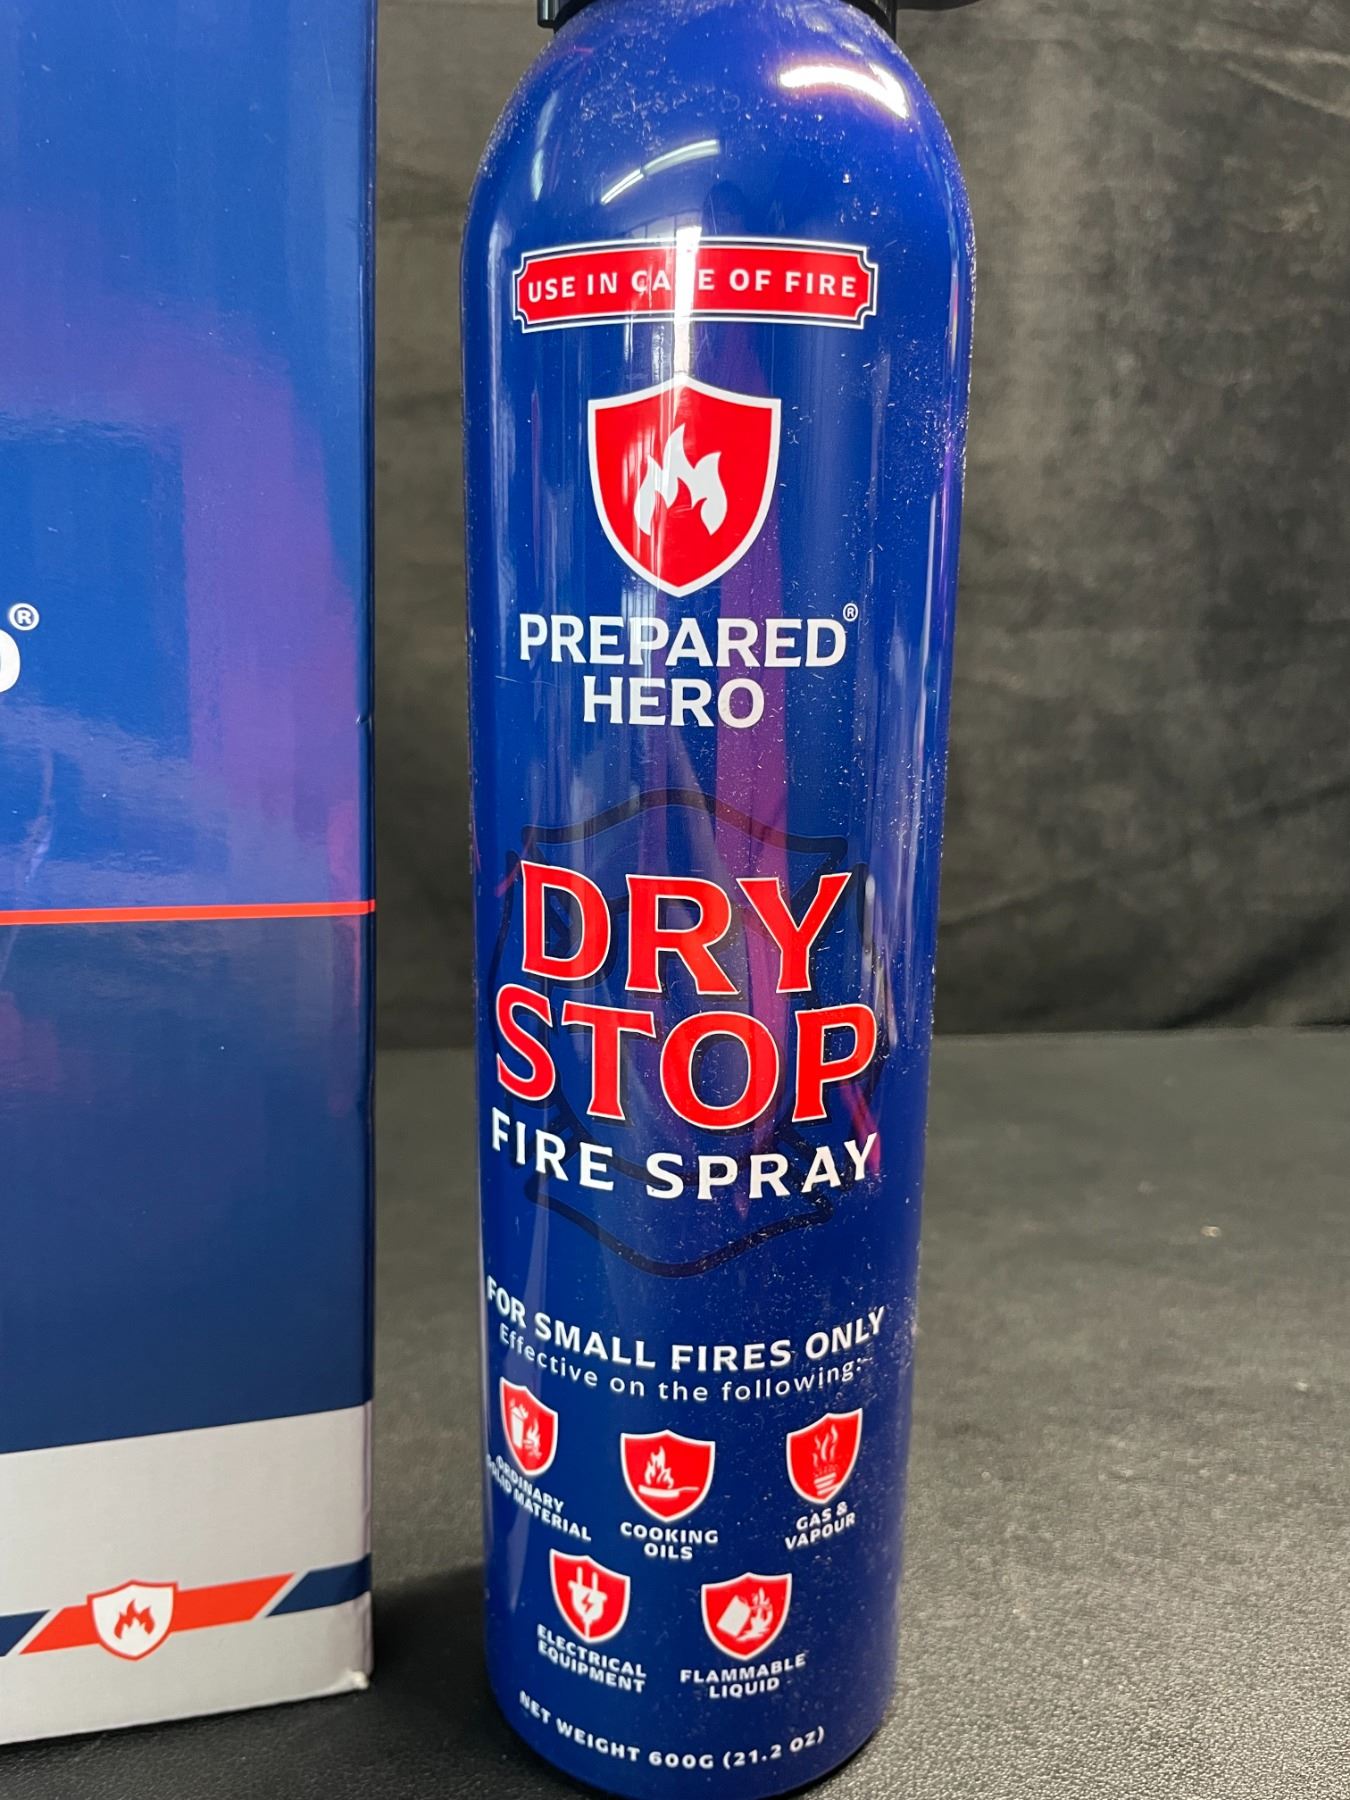 USE IN CASE OF FIRE
PREPARED®
HERO
DRY
STOP
FIRE SPRAY
FOR SMALL FIRES ONLY
Effective on the following:
ORDINARY
SOLID MATERIAL
COOKING
OILS
GAS &
VAPOUR
ELECTRICAL
EQUIPMENT
FLAMMABLE
LIQUID
NET WEIGHT 600G (21.2 OZ)
D®